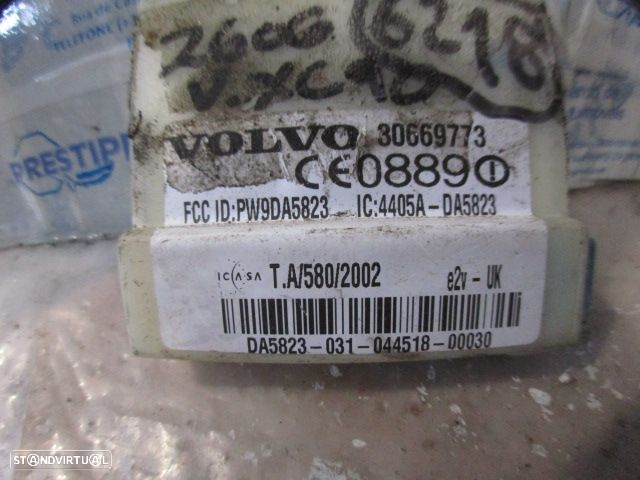 2606 6218
V.XC90
VOLVO 30669773
CE0889
FCC ID:PW9DA5823 IC:4405A-DA5823
ICASA T.A/580/2002 e2v - UK
DA5823-031-044518-00030
PRESTIPE
STANDVIRTUAL